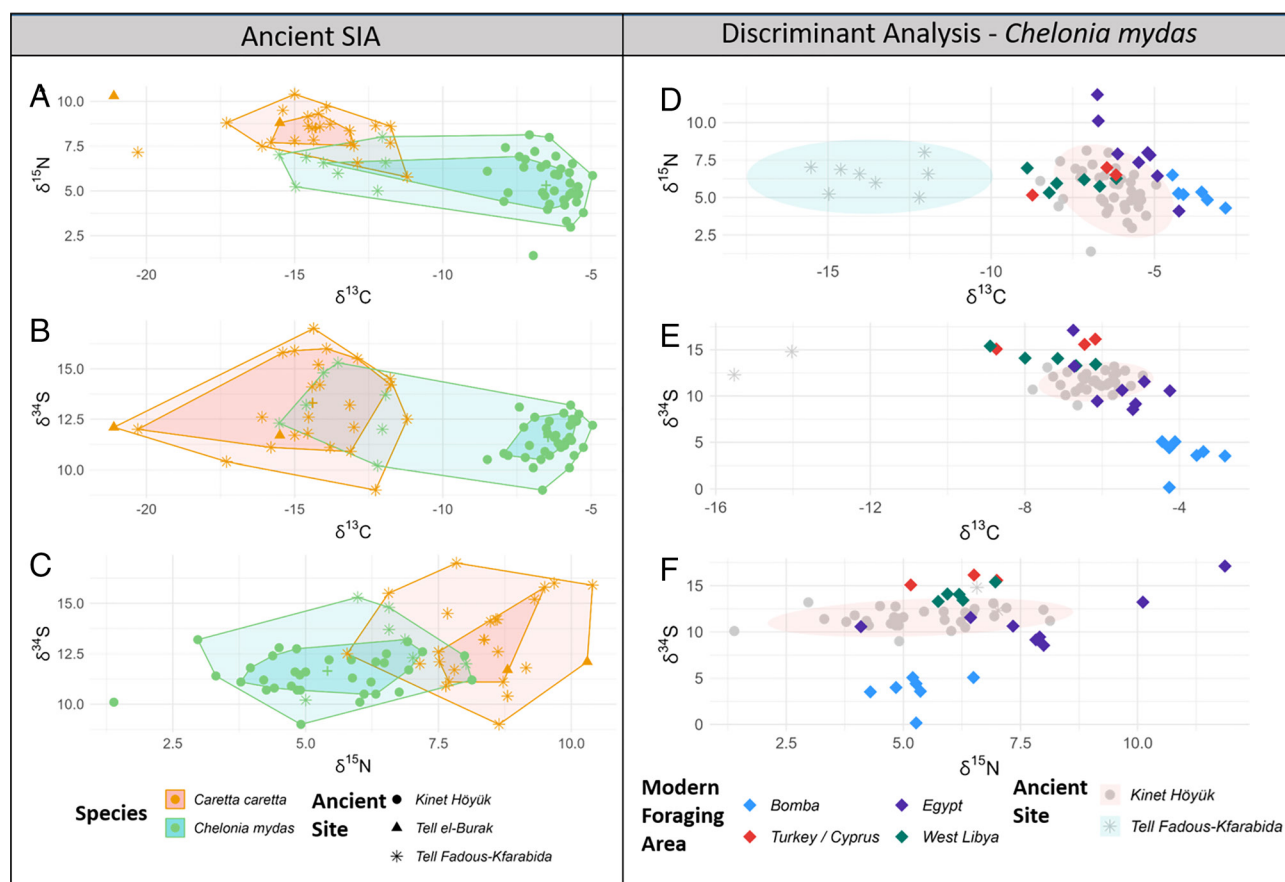 Ancient SIA
Discriminant Analysis - Chelonia mydas
A
10.0
7.5
5.0
2.5
δ15N
-20 -15 -10 -5
δ13C
B
15.0
10.0
δ34S
-20 -15 -10 -5
δ13C
C
15.0
12.5
10.0
δ34S
2.5 5.0 7.5 10.0
δ15N
Species
Caretta caretta
Chelonia mydas
Ancient
Site
Kinet Höyük
Tell el-Burak
Tell Fadous-Kfarabida
D
10.0
7.5
5.0
2.5
δ15N
-15 -10 -5
δ13C
E
15
10
5
0
δ34S
-16 -12 -8 -4
δ13C
F
15
10
5
0
δ34S
2.5 5.0 7.5 10.0
δ15N
Modern
Foraging
Area
Bomba
Turkey / Cyprus
Egypt
West Libya
Ancient
Site
Kinet Höyük
Tell Fadous-Kfarabida